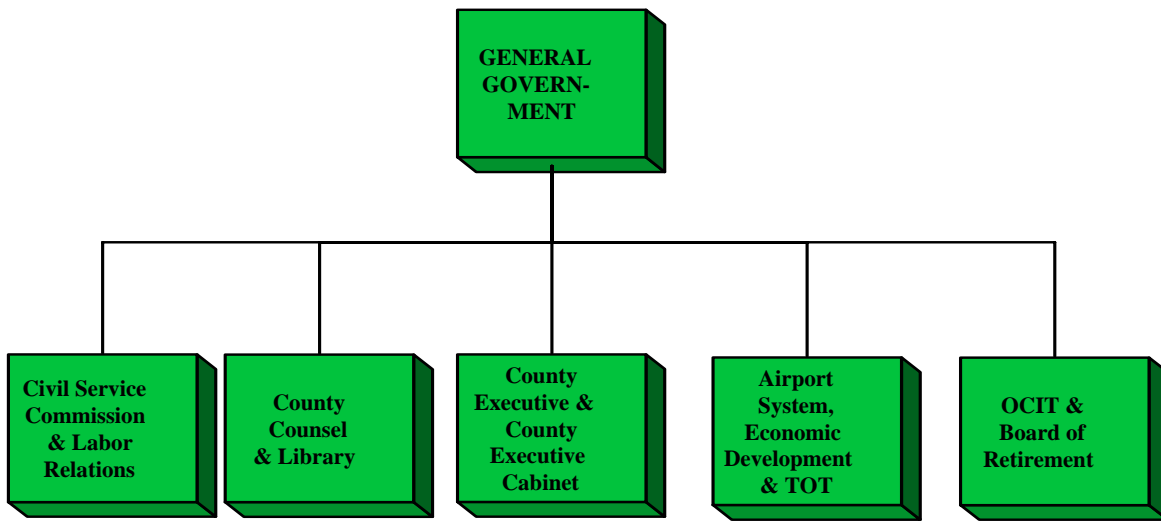 GENERAL
GOVERN-
MENT
Civil Service
Commission
& Labor
Relations
County
Counsel
& Library
County
Executive &
County
Executive
Cabinet
Airport
System,
Economic
Development
& TOT
OCIT &
Board of
Retirement